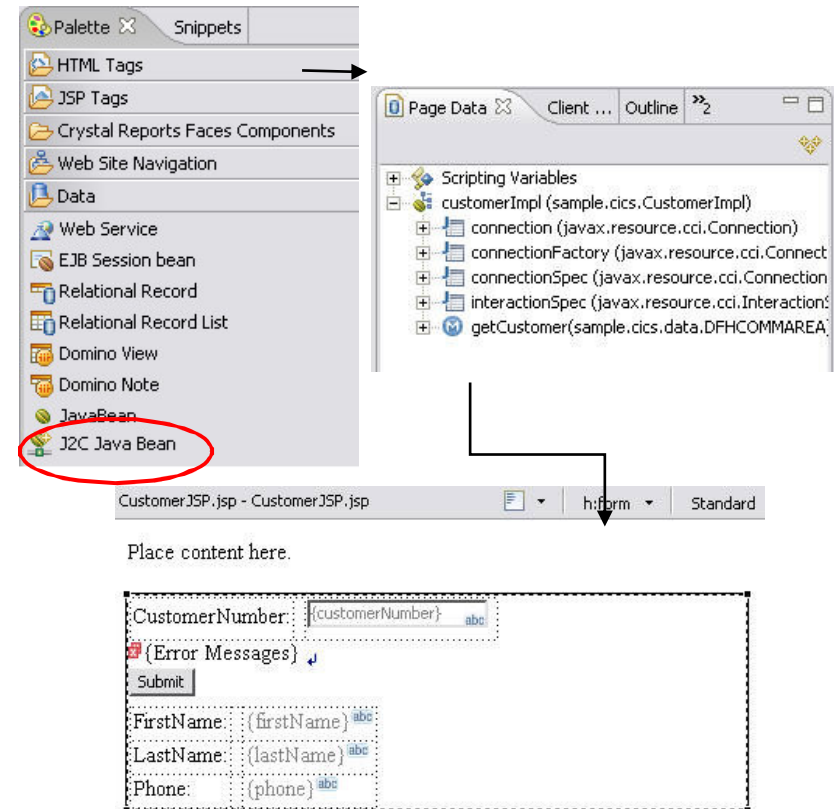 Palette Snippets
HTML Tags
JSP Tags
Crystal Reports Faces Components
Web Site Navigation
Data
Web Service
EJB Session bean
Relational Record
Relational Record List
Domino View
Domino Note
JavaBean
J2C Java Bean
Page Data Client ... Outline »2
Scripting Variables
customerImpl (sample.cics.CustomerImpl)
connection (javax.resource.cci.Connection)
connectionFactory (javax.resource.cci.Connect
connectionSpec (javax.resource.cci.Connection
interactionSpec (javax.resource.cci.InteractionS
getCustomer(sample.cics.data.DFHCOMMAREA)
CustomerJSP.jsp - CustomerJSP.jsp h:form Standard
Place content here.
CustomerNumber: {customerNumber} abc
{Error Messages}
Submit
FirstName: {firstName} abc
LastName: {lastName} abc
Phone: {phone} abc